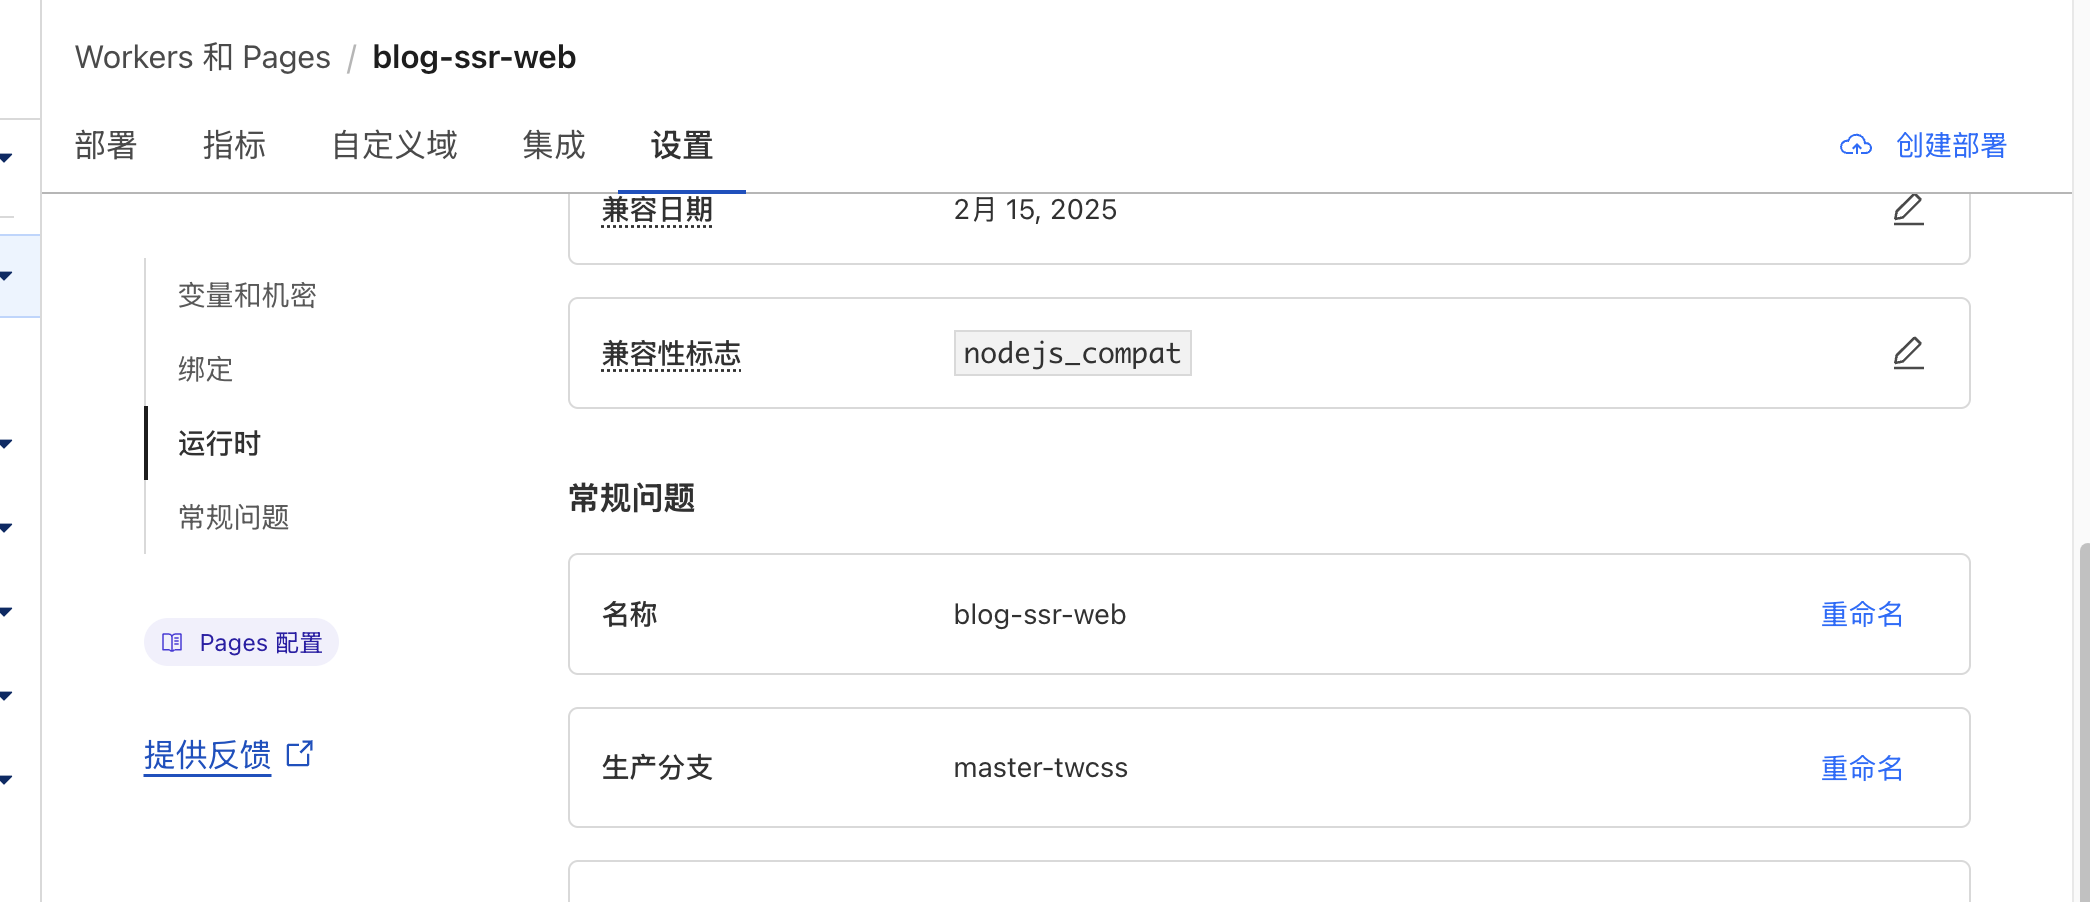 Workers 和 Pages / blog-ssr-web
部署 指标 自定义域 集成 设置 创建部署
兼容日期 2月 15, 2025
变量和机密
绑定
运行时
常规问题
Pages 配置
提供反馈
兼容性标志 nodejs_compat
常规问题
名称 blog-ssr-web 重命名
生产分支 master-twcss 重命名